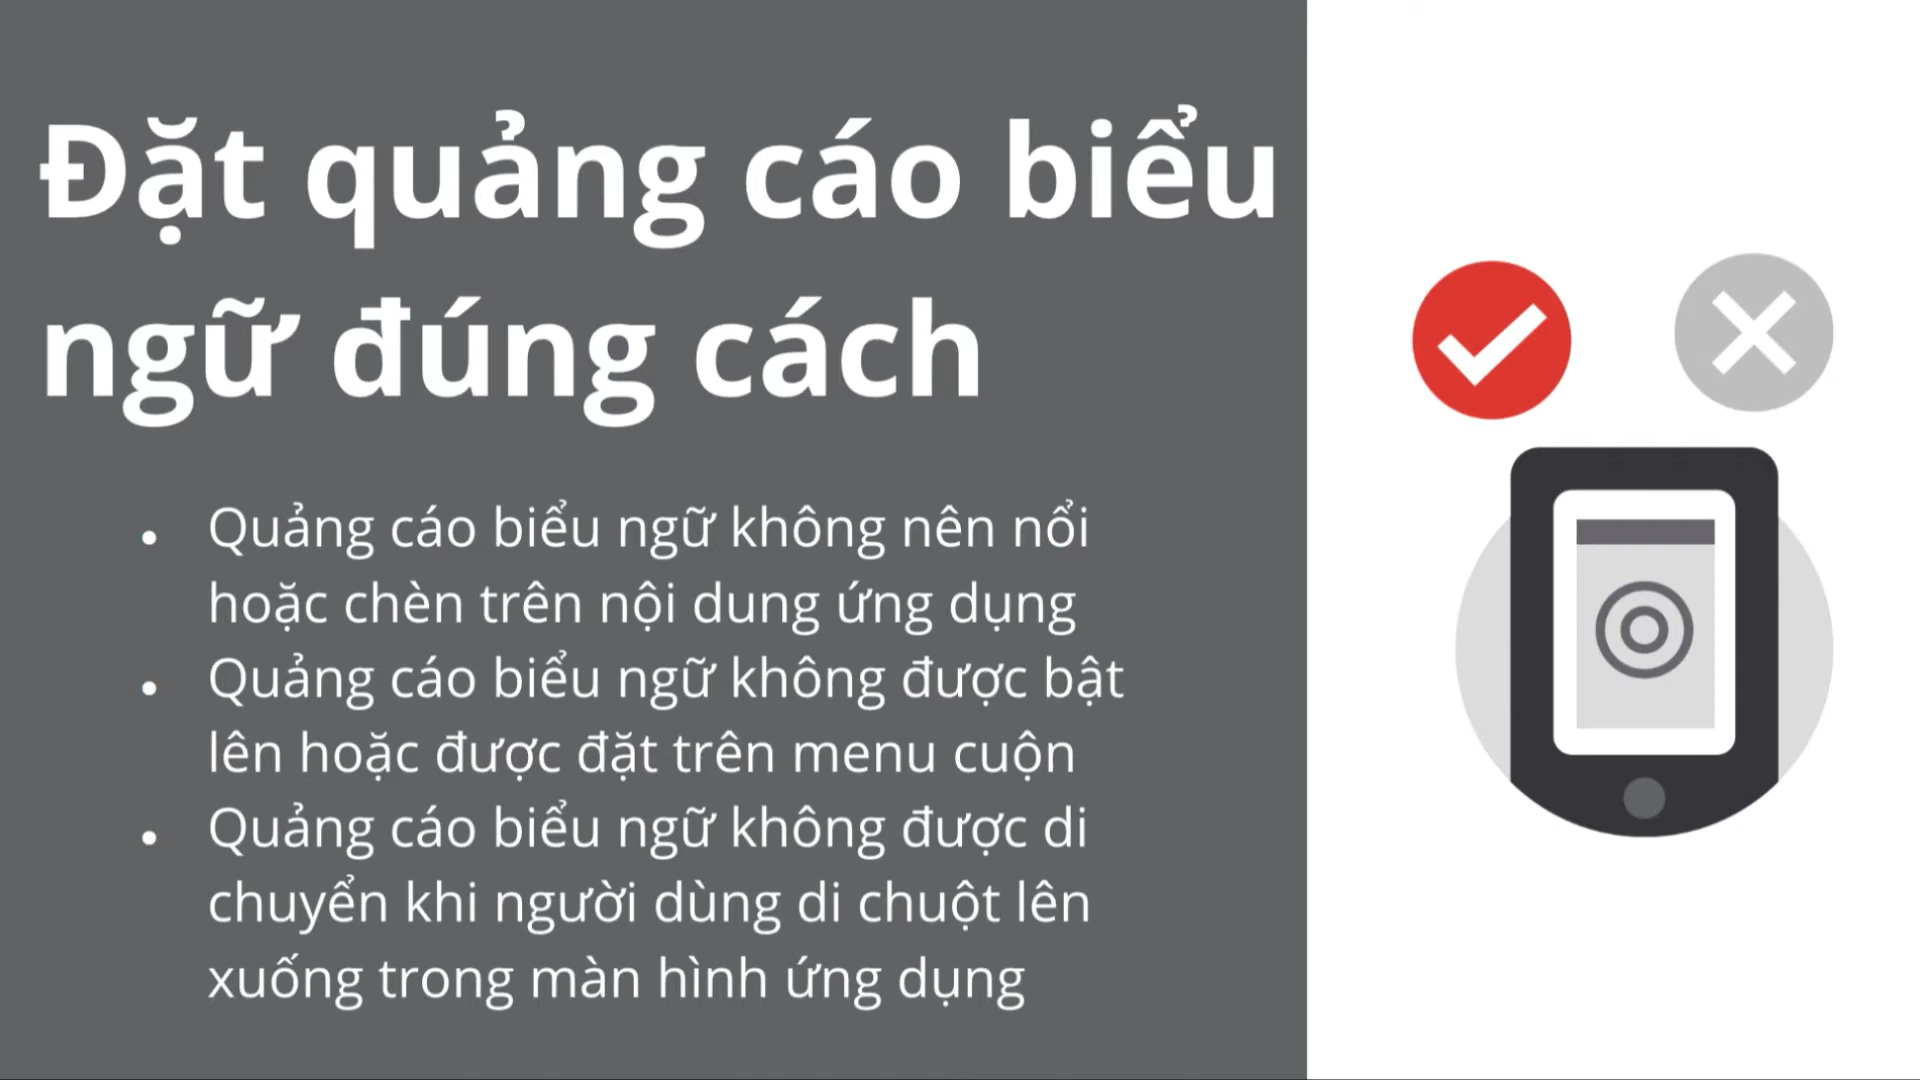 Đặt quảng cáo biểu
ngữ đúng cách
• Quảng cáo biểu ngữ không nên nổi
hoặc chèn trên nội dung ứng dụng
• Quảng cáo biểu ngữ không được bật
lên hoặc được đặt trên menu cuộn
• Quảng cáo biểu ngữ không được di
chuyển khi người dùng di chuột lên
xuống trong màn hình ứng dụng